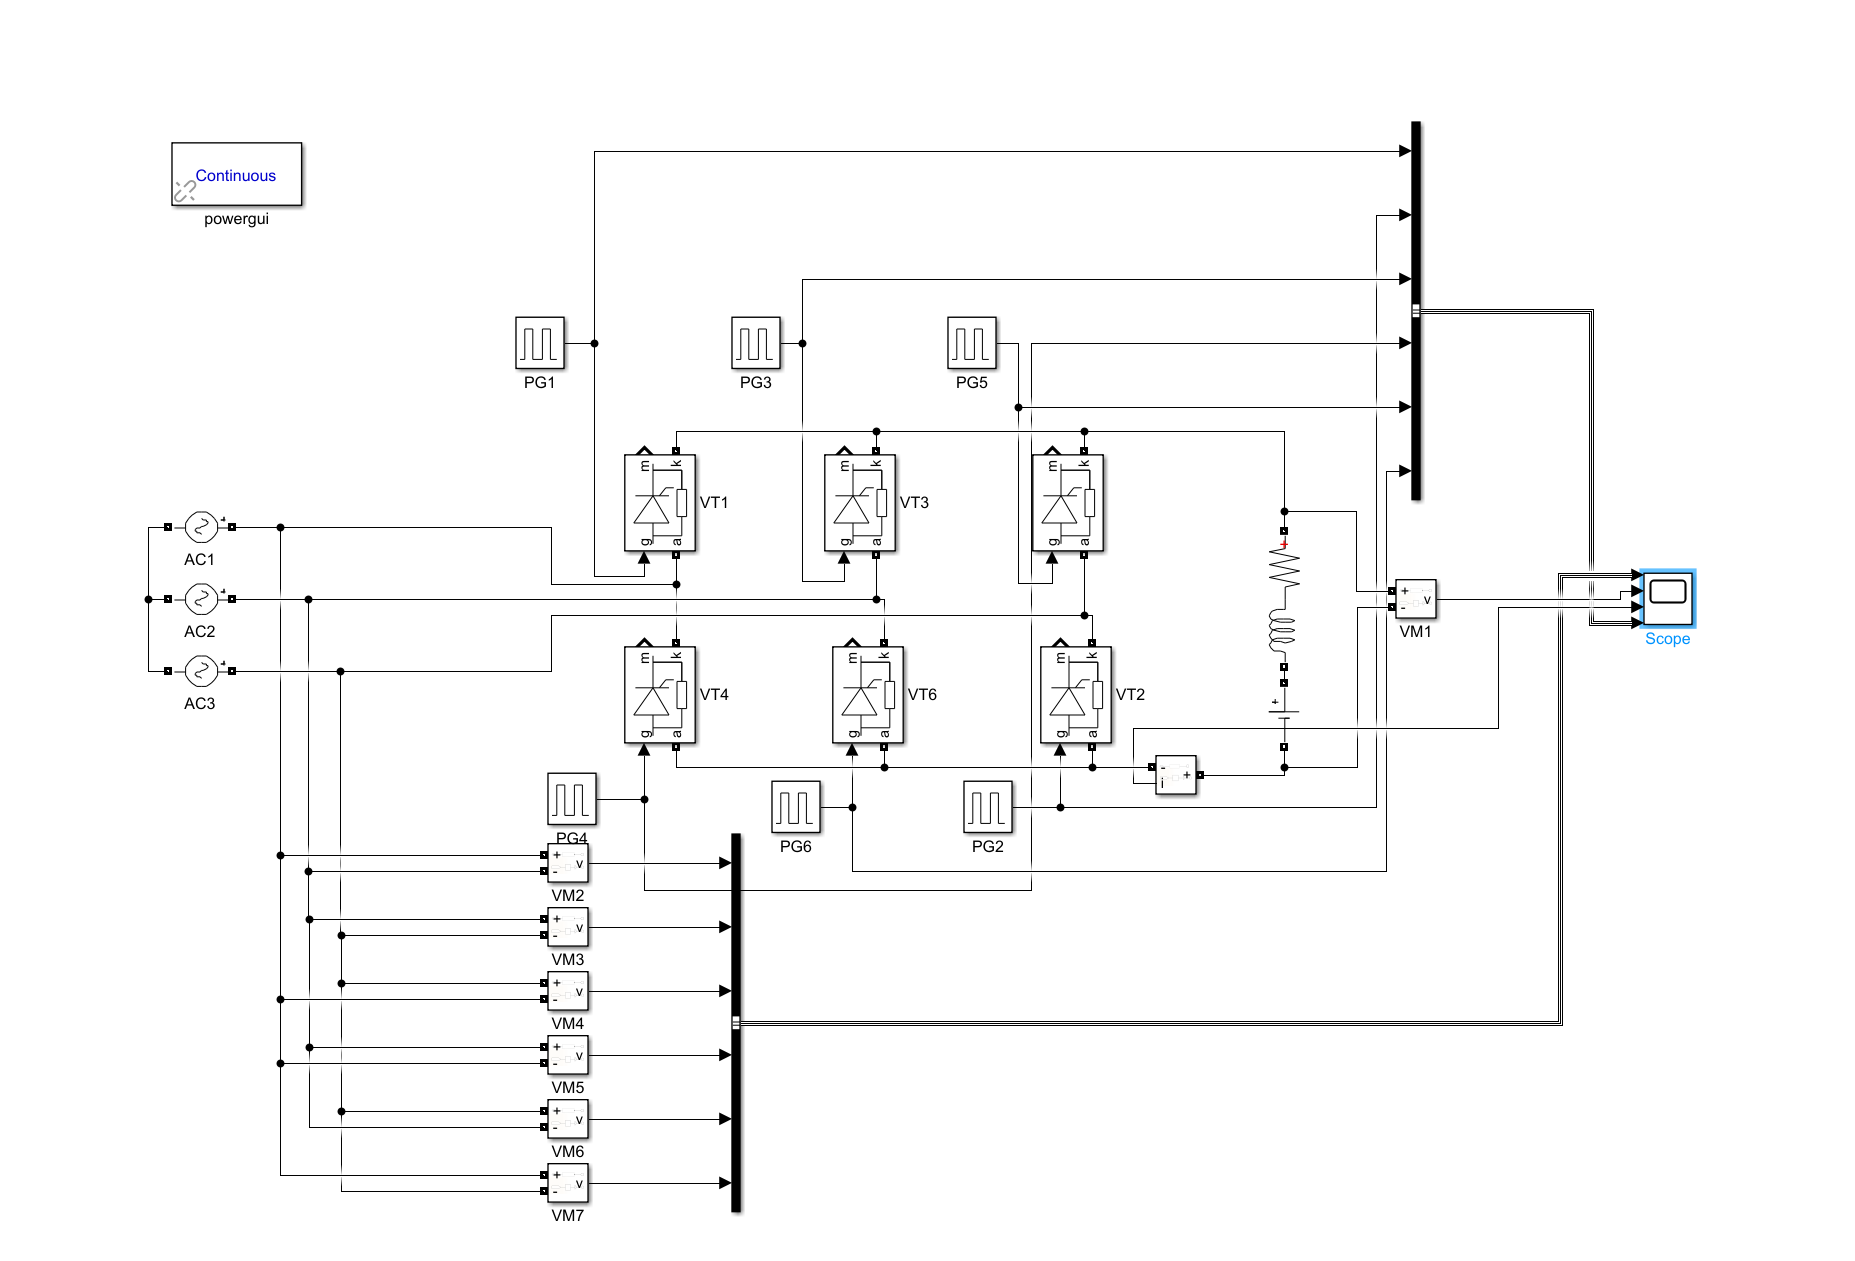 Continuous
powergui
PG1
PG3
PG5
m
k
g
a
VT1
m
k
g
a
VT3
m
k
g
a
+
AC1
+
AC2
+
AC3
m
k
g
a
VT4
m
k
g
a
VT6
m
k
g
a
VT2
+
+
+
-
v
VM1
Scope
-
i
+
PG4
PG6
PG2
+
-
v
VM2
+
-
v
VM3
+
-
v
VM4
+
-
v
VM5
+
-
v
VM6
+
-
v
VM7